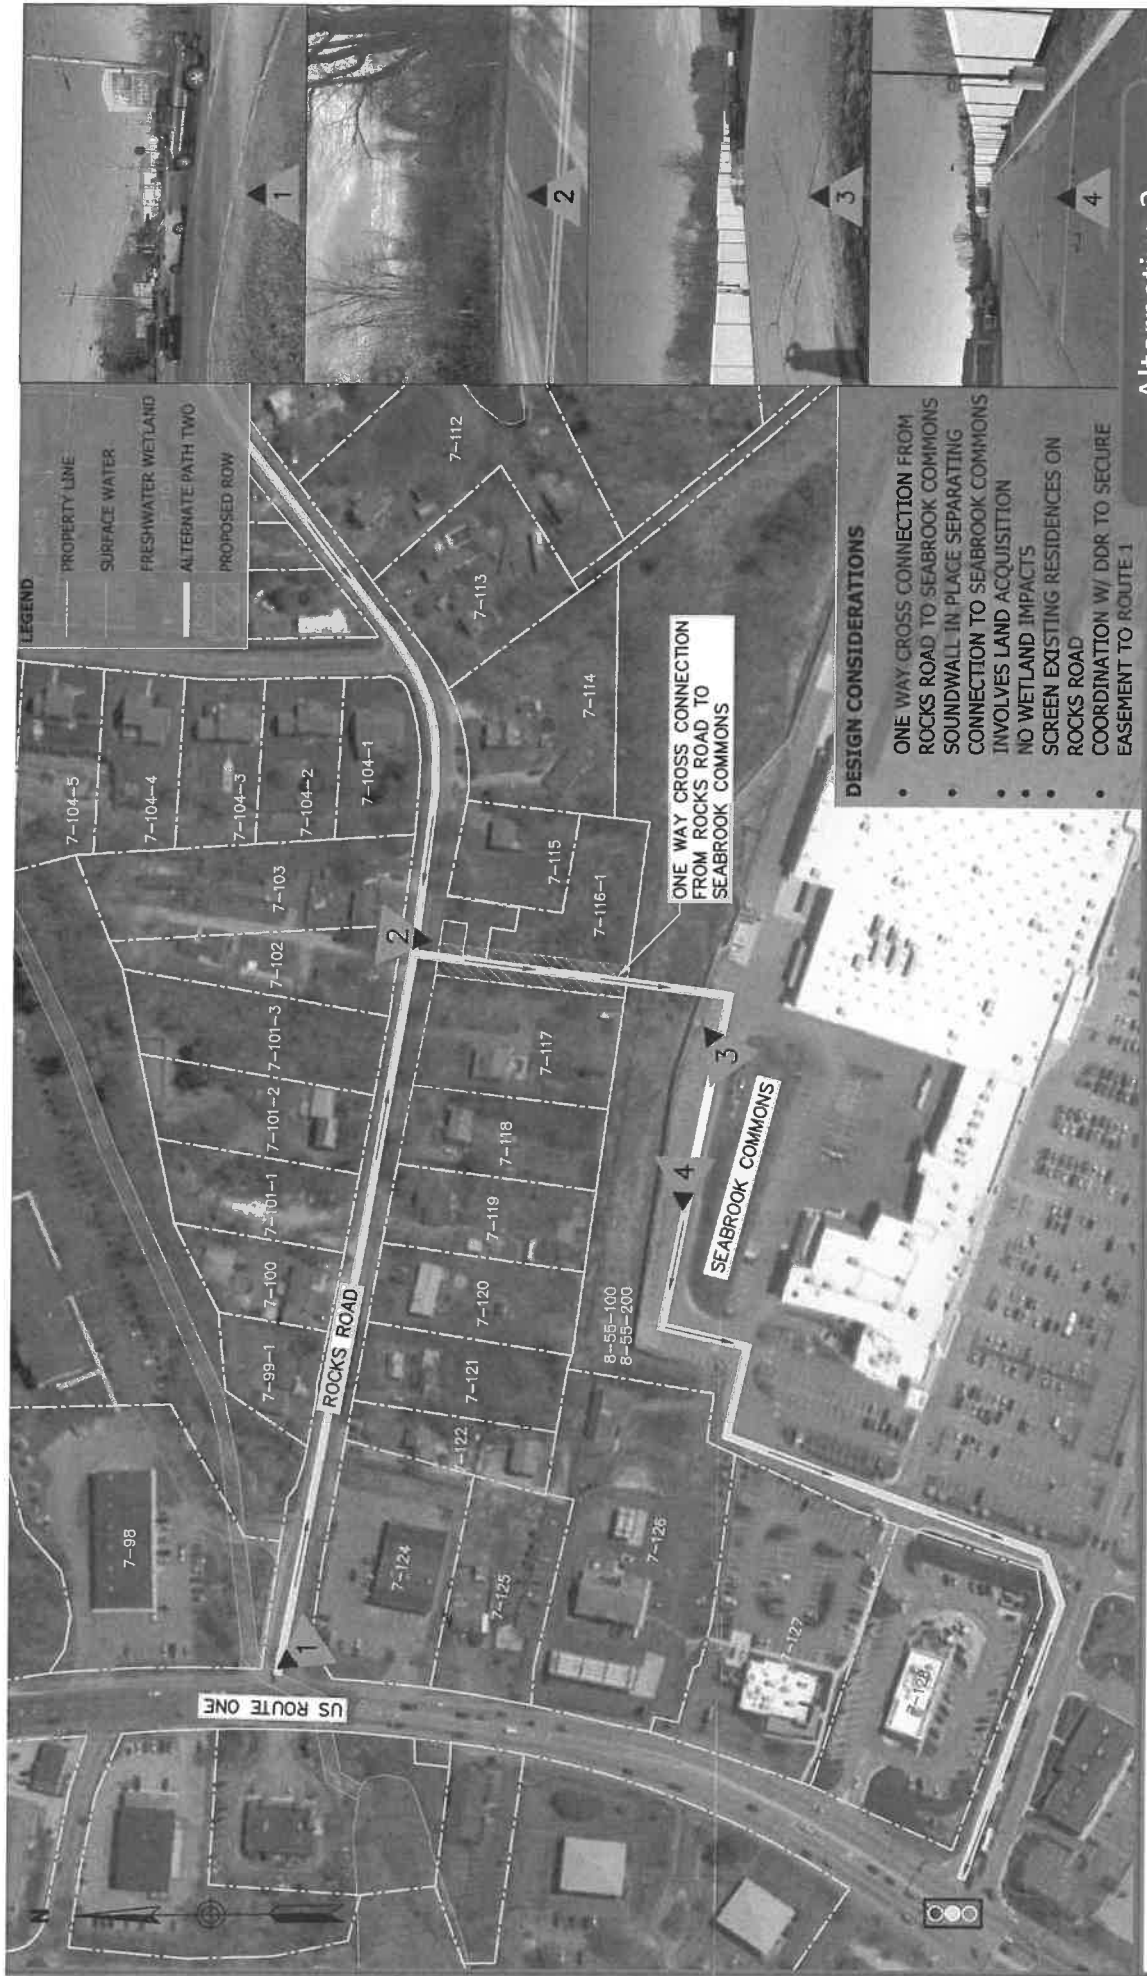 LEGEND
PROPERTY LINE
SURFACE WATER
FRESHWATER WETLAND
ALTERNATE PATH TWO
PROPOSED ROW
N
US ROUTE ONE
ROCKS ROAD
SEABROOK COMMONS
7-98
7-99-1
7-100
7-101-1
7-101-2
7-101-3
7-102
7-103
7-104-5
7-104-4
7-104-3
7-104-2
7-104-1
7-112
7-113
7-114
7-115
7-116-1
7-117
7-118
7-119
7-120
7-121
7-122
7-124
7-125
7-126
7-127
7-128
8-55-100
8-55-200
1
2
3
4
ONE WAY CROSS CONNECTION
FROM ROCKS ROAD TO
SEABROOK COMMONS
DESIGN CONSIDERATIONS
• ONE WAY CROSS CONNECTION FROM
ROCKS ROAD TO SEABROOK COMMONS
• SOUNDWALL IN PLACE SEPARATING
CONNECTION TO SEABROOK COMMONS
• INVOLVES LAND ACQUISITION
• NO WETLAND IMPACTS
• SCREEN EXISTING RESIDENCES ON
ROCKS ROAD
• COORDINATION W/ DDR TO SECURE
EASEMENT TO ROUTE 1
1
2
3
4